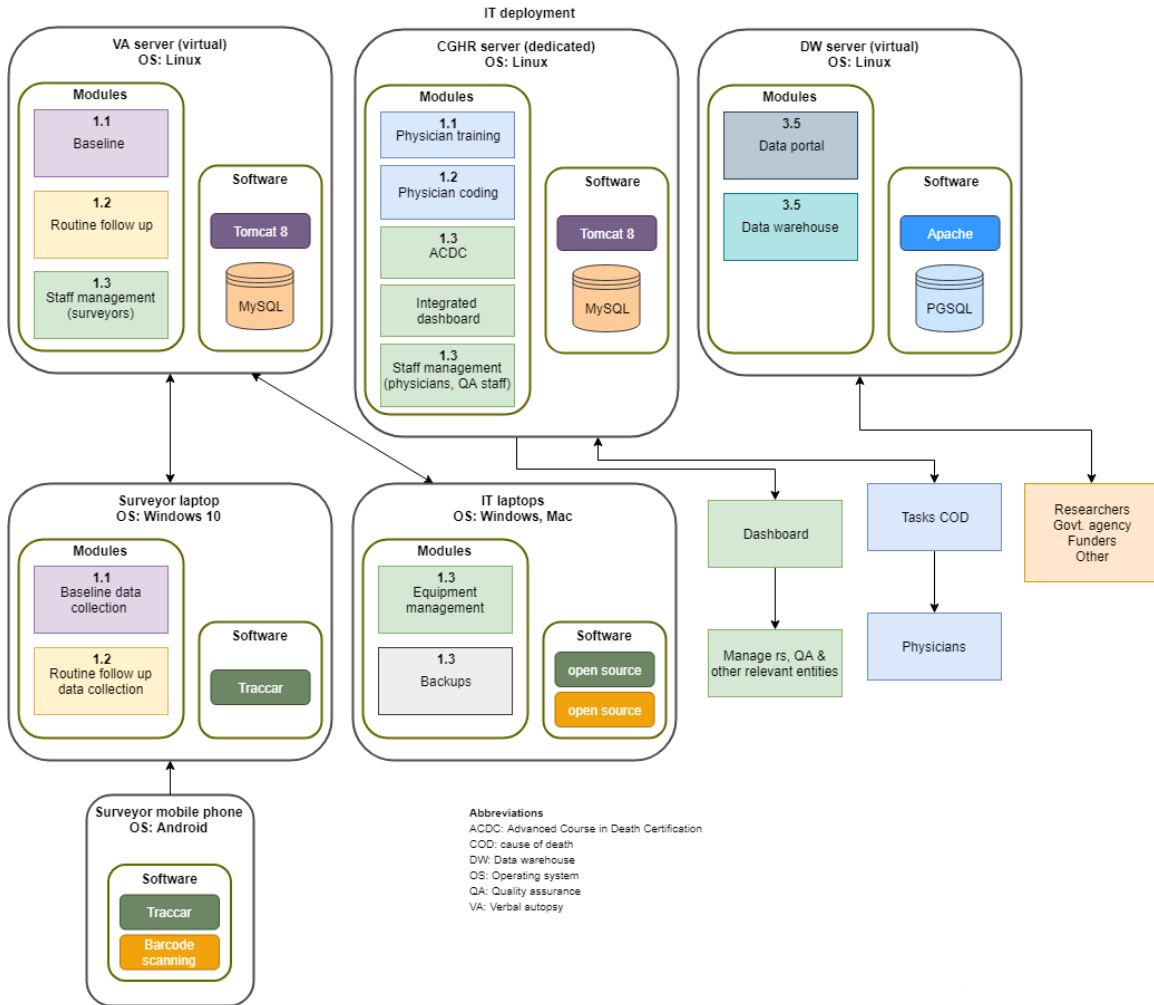 IT deployment
VA server (virtual)
OS: Linux
Modules
1.1
Baseline
1.2
Routine follow up
1.3
Staff management
(surveyors)
Software
Tomcat 8
MySQL
CGHR server (dedicated)
OS: Linux
Modules
1.1
Physician training
1.2
Physician coding
1.3
ACDC
Integrated
dashboard
1.3
Staff management
(physicians, QA staff)
Software
Tomcat 8
MySQL
DW server (virtual)
OS: Linux
Modules
3.5
Data portal
3.5
Data warehouse
Software
Apache
PGSQL
Surveyor laptop
OS: Windows 10
Modules
1.1
Baseline data
collection
1.2
Routine follow up
data collection
Software
Traccar
IT laptops
OS: Windows, Mac
Modules
1.3
Equipment
management
1.3
Backups
Software
open source
open source
Dashboard
Manage rs, QA &
other relevant entities
Tasks COD
Physicians
Researchers
Govt. agency
Funders
Other
Surveyor mobile phone
OS: Android
Software
Traccar
Barcode
scanning
Abbreviations
ACDC: Advanced Course in Death Certification
COD: cause of death
DW: Data warehouse
OS: Operating system
QA: Quality assurance
VA: Verbal autopsy